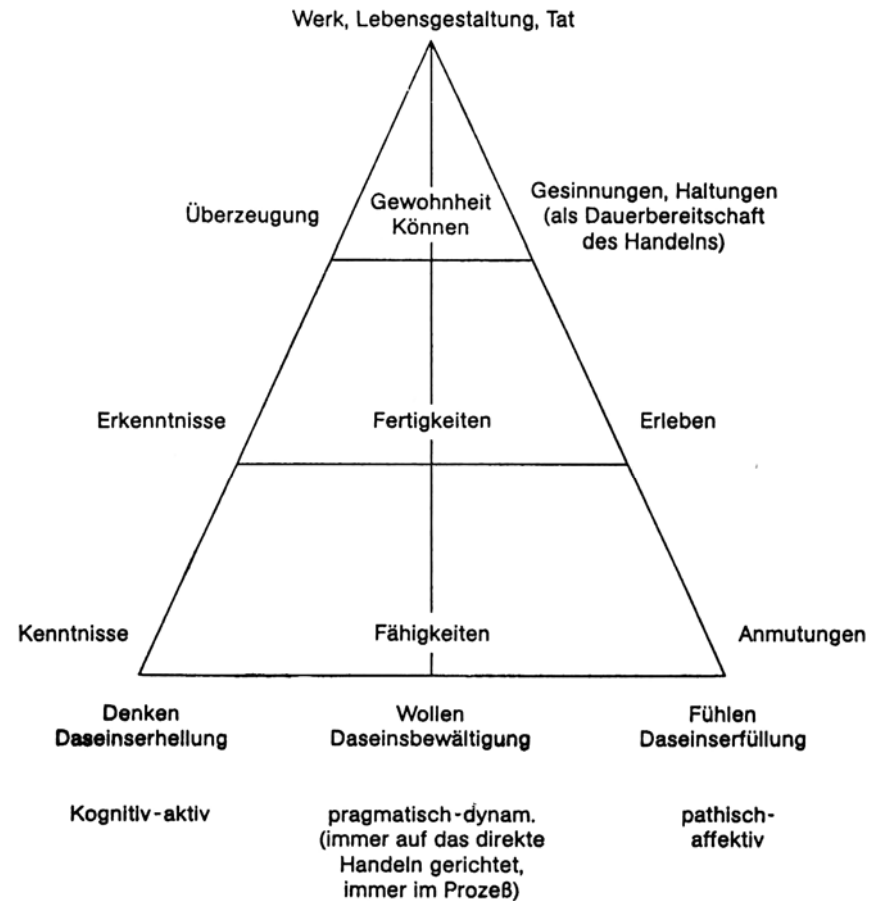 Werk, Lebensgestaltung, Tat
Überzeugung
Gewohnheit
Können
Gesinnungen, Haltungen
(als Dauerbereitschaft
des Handelns)
Erkenntnisse
Fertigkeiten
Erleben
Kenntnisse
Fähigkeiten
Anmutungen
Denken
Daseinserhellung
Wollen
Daseinsbewältigung
Fühlen
Daseinserfüllung
Kognitiv-aktiv
pragmatisch-dynam.
(immer auf das direkte
Handeln gerichtet,
immer im Prozeß)
pathisch-
affektiv